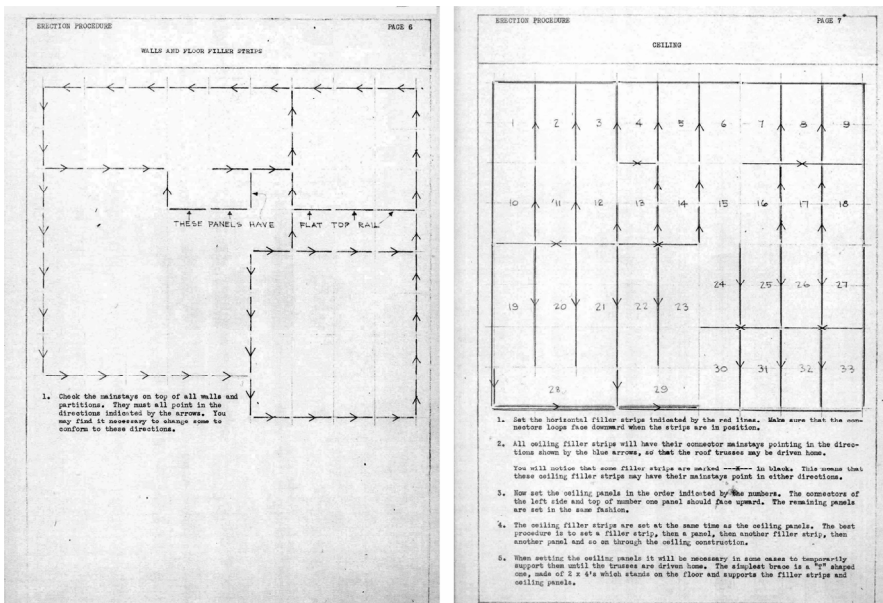 ERECTION PROCEDURE PAGE 6
WALLS AND FLOOR FILLER STRIPS
THESE PANELS HAVE FLAT TOP RAIL
1. Check the mainstays on top of all walls and
partitions. They must all point in the
directions indicated by the arrows. You
may find it necessary to change some to
conform to these directions.
ERECTION PROCEDURE PAGE 7
CEILING
1 2 3 4 5 6 7 8 9
10 11 12 13 14 15 16 17 18
24 25 26 27
19 20 21 22 23
30 31 32 33
28 29
1. Set the horizontal filler strips indicated by the red lines. Make sure that the con-
nectors loops face downward when the strips are in position.
2. All ceiling filler strips will have their connector mainstays pointing in the direc-
tions shown by the blue arrows, so that the roof trusses may be driven home.
You will notice that some filler strips are marked ---X--- in black. This means that
these ceiling filler strips may have their mainstays point in either directions.
3. Now set the ceiling panels in the order indicated by the numbers. The connectors of
the left side and top of number one panel should face upward. The remaining panels
are set in the same fashion.
4. The ceiling filler strips are set at the same time as the ceiling panels. The best
procedure is to set a filler strip, then a panel, then another filler strip, then
another panel and so on through the ceiling construction.
5. When setting the ceiling panels it will be necessary in some cases to temporarily
support them until the trusses are driven home. The simplest brace is a "T" shaped
one, made of 2 x 4's which stands on the floor and supports the filler strips and
ceiling panels.